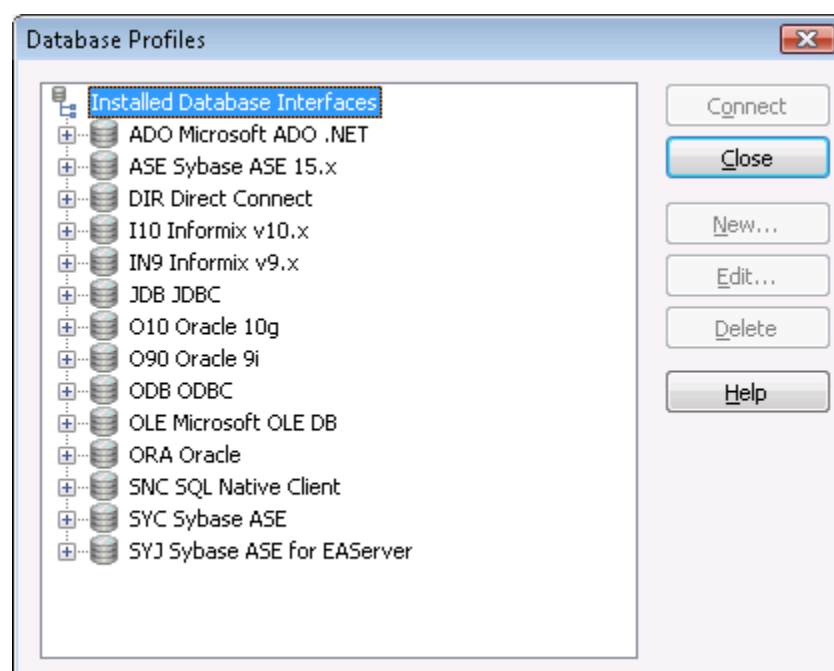 Database Profiles
Installed Database Interfaces
ADO Microsoft ADO .NET
ASE Sybase ASE 15.x
DIR Direct Connect
I10 Informix v10.x
IN9 Informix v9.x
JDB JDBC
O10 Oracle 10g
O90 Oracle 9i
ODB ODBC
OLE Microsoft OLE DB
ORA Oracle
SNC SQL Native Client
SYC Sybase ASE
SYJ Sybase ASE for EAServer
Connect
Close
New...
Edit...
Delete
Help